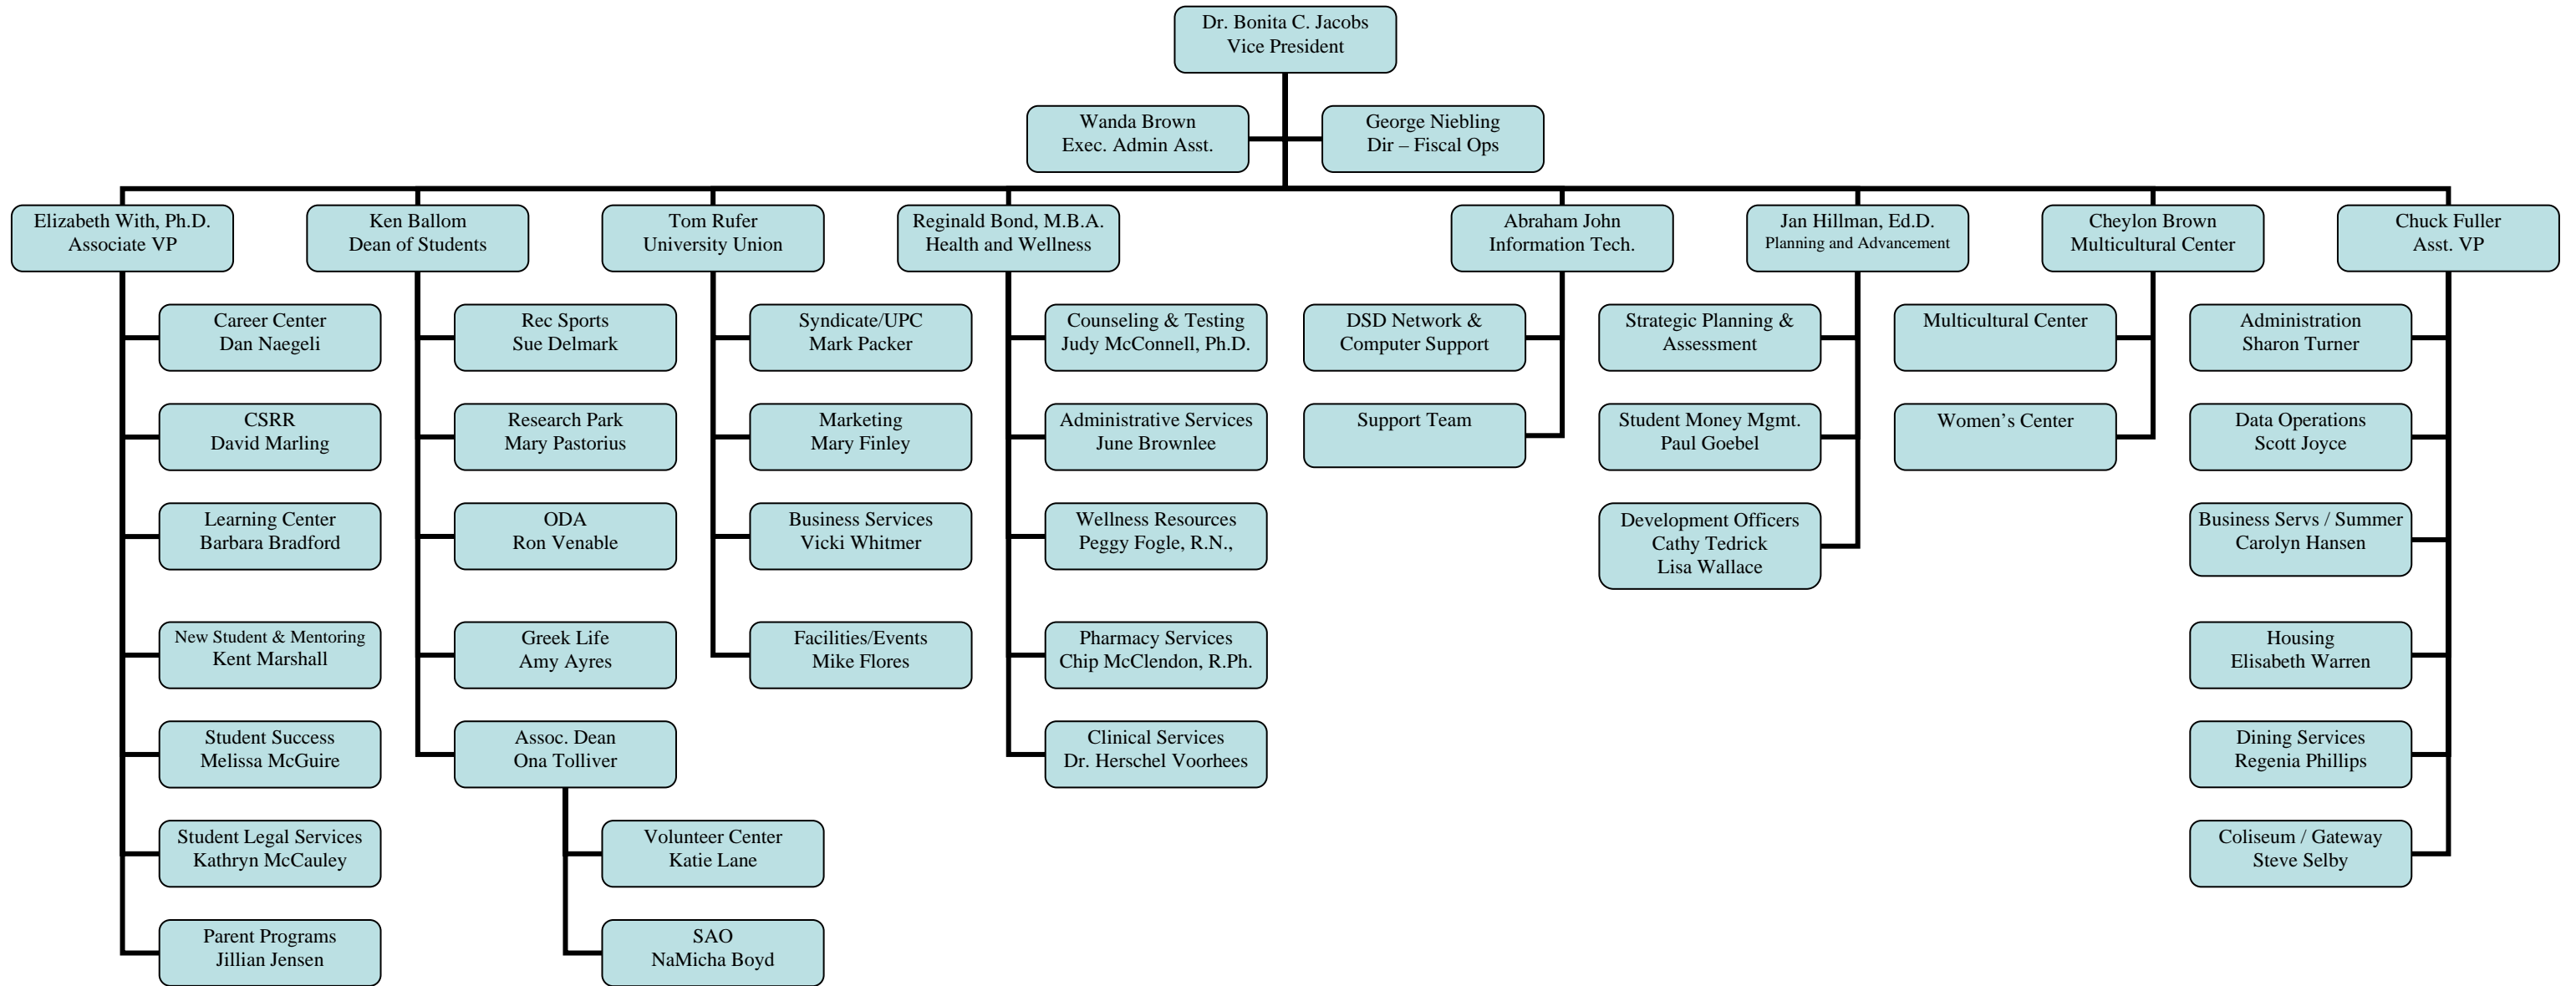 Dr. Bonita C. Jacobs
Vice President
Wanda Brown
Exec. Admin Asst.
George Niebling
Dir – Fiscal Ops
Elizabeth With, Ph.D.
Associate VP
Ken Ballom
Dean of Students
Tom Rufer
University Union
Reginald Bond, M.B.A.
Health and Wellness
Abraham John
Information Tech.
Jan Hillman, Ed.D.
Planning and Advancement
Cheylon Brown
Multicultural Center
Chuck Fuller
Asst. VP
Career Center
Dan Naegeli
CSRR
David Marling
Learning Center
Barbara Bradford
New Student & Mentoring
Kent Marshall
Student Success
Melissa McGuire
Student Legal Services
Kathryn McCauley
Parent Programs
Jillian Jensen
Rec Sports
Sue Delmark
Research Park
Mary Pastorius
ODA
Ron Venable
Greek Life
Amy Ayres
Assoc. Dean
Ona Tolliver
Volunteer Center
Katie Lane
SAO
NaMicha Boyd
Syndicate/UPC
Mark Packer
Marketing
Mary Finley
Business Services
Vicki Whitmer
Facilities/Events
Mike Flores
Counseling & Testing
Judy McConnell, Ph.D.
Administrative Services
June Brownlee
Wellness Resources
Peggy Fogle, R.N.,
Pharmacy Services
Chip McClendon, R.Ph.
Clinical Services
Dr. Herschel Voorhees
DSD Network &
Computer Support
Support Team
Strategic Planning &
Assessment
Student Money Mgmt.
Paul Goebel
Development Officers
Cathy Tedrick
Lisa Wallace
Multicultural Center
Women’s Center
Administration
Sharon Turner
Data Operations
Scott Joyce
Business Servs / Summer
Carolyn Hansen
Housing
Elisabeth Warren
Dining Services
Regenia Phillips
Coliseum / Gateway
Steve Selby